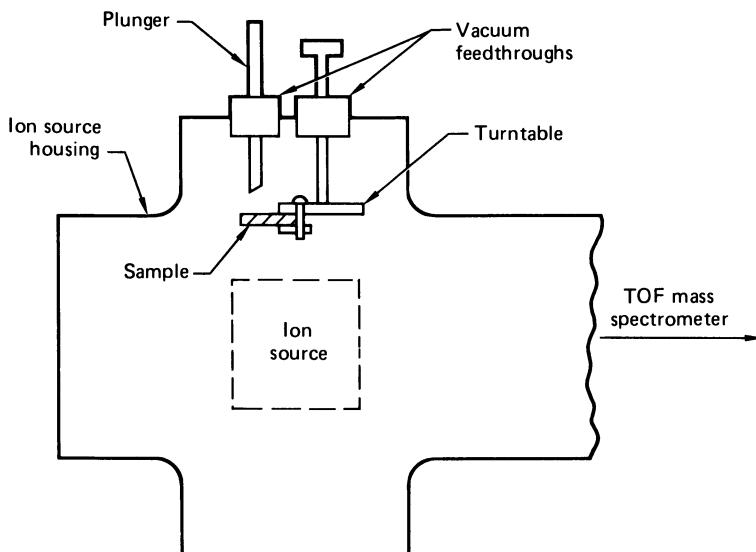 Plunger
Vacuum
feedthroughs
Ion source
housing
Turntable
Sample
Ion
source
TOF mass
spectrometer